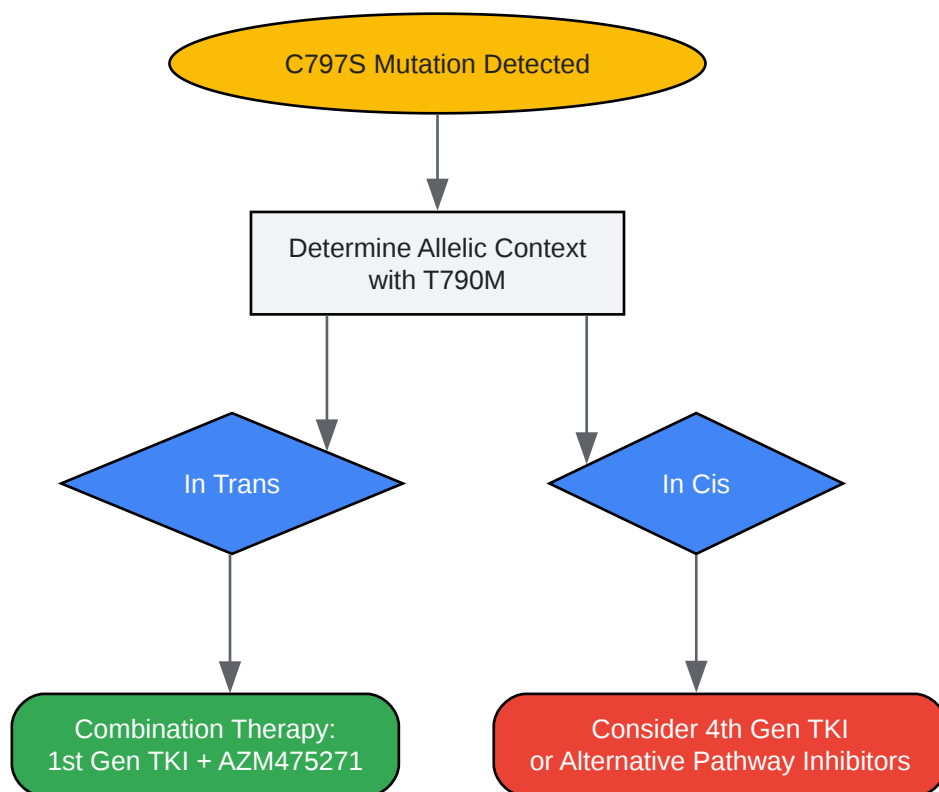 C797S Mutation Detected
Determine Allelic Context
with T790M
In Trans
In Cis
Combination Therapy:
1st Gen TKI + AZM475271
Consider 4th Gen TKI
or Alternative Pathway Inhibitors